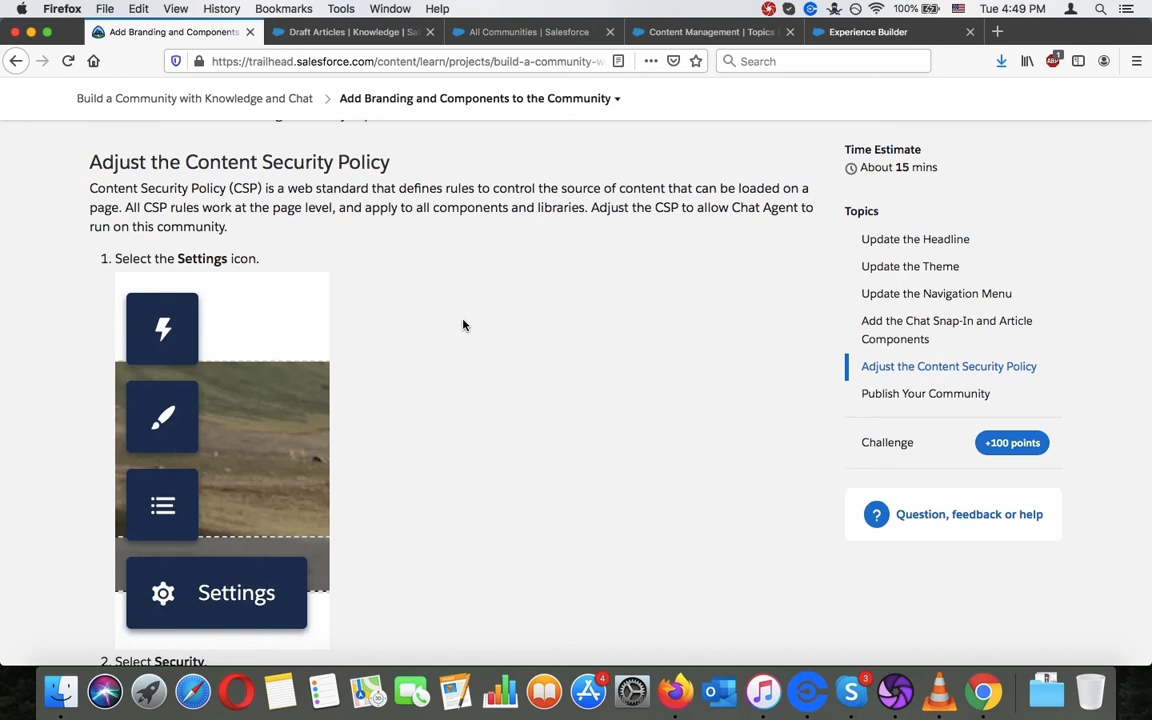 Firefox File Edit View History Bookmarks Tools Window Help 100% Tue 4:49 PM
Add Branding and Components Draft Articles | Knowledge | Sa All Communities | Salesforce Content Management | Topics Experience Builder
https://trailhead.salesforce.com/content/learn/projects/build-a-community-w Search
Build a Community with Knowledge and Chat Add Branding and Components to the Community
Adjust the Content Security Policy
Content Security Policy (CSP) is a web standard that defines rules to control the source of content that can be loaded on a
page. All CSP rules work at the page level, and apply to all components and libraries. Adjust the CSP to allow Chat Agent to
run on this community.
1. Select the Settings icon.
Settings
2. Select Security.
Time Estimate
About 15 mins
Topics
Update the Headline
Update the Theme
Update the Navigation Menu
Add the Chat Snap-In and Article
Components
Adjust the Content Security Policy
Publish Your Community
Challenge +100 points
? Question, feedback or help
4
3